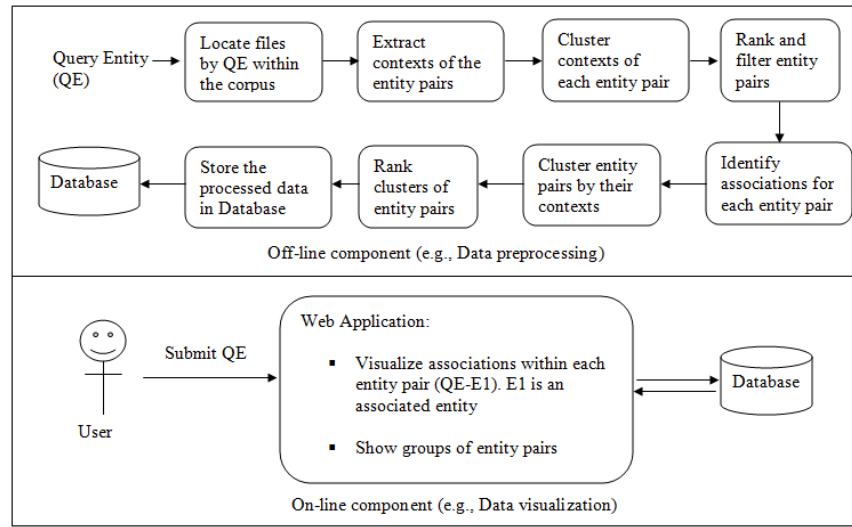 Query Entity
(QE)
Locate files
by QE within
the corpus
Extract
contexts of the
entity pairs
Cluster
contexts of
each entity pair
Rank and
filter entity
pairs
Identify
associations for
each entity pair
Cluster entity
pairs by their
contexts
Rank
clusters of
entity pairs
Store the
processed data
in Database
Database
Off-line component (e.g., Data preprocessing)
User
Submit QE
Web Application:
▪ Visualize associations within each
entity pair (QE-E1). E1 is an
associated entity
▪ Show groups of entity pairs
Database
On-line component (e.g., Data visualization)